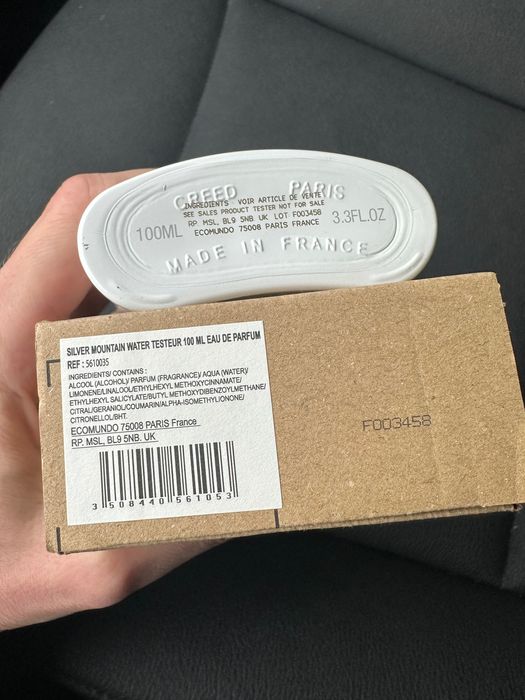 CREED PARIS
INGREDIENTS VOIR ARTICLE DE VENTE
SEE SALES PRODUCT TESTER NOT FOR SALE
100ML RP. MSL, BL9 5NB. UK LOT F003458 3.3FL.OZ
ECOMUNDO 75008 PARIS FRANCE
MADE IN FRANCE
SILVER MOUNTAIN WATER TESTEUR 100 ML EAU DE PARFUM
REF : 5610035
INGREDIENTS/ CONTAINS :
ALCOOL (ALCOHOL)/ PARFUM (FRAGRANCE)/ AQUA (WATER)/
LIMONENE/LINALOOL/ETHYLHEXYL METHOXYCINNAMATE/
ETHYLHEXYL SALICYLATE/BUTYL METHOXYDIBENZOYLMETHANE/
CITRAL/GERANIOL/COUMARIN/ALPHA-ISOMETHYLIONONE/
CITRONELLOL/BHT.
ECOMUNDO 75008 PARIS France
RP. MSL, BL9 5NB. UK
3 508440 561053
F003458